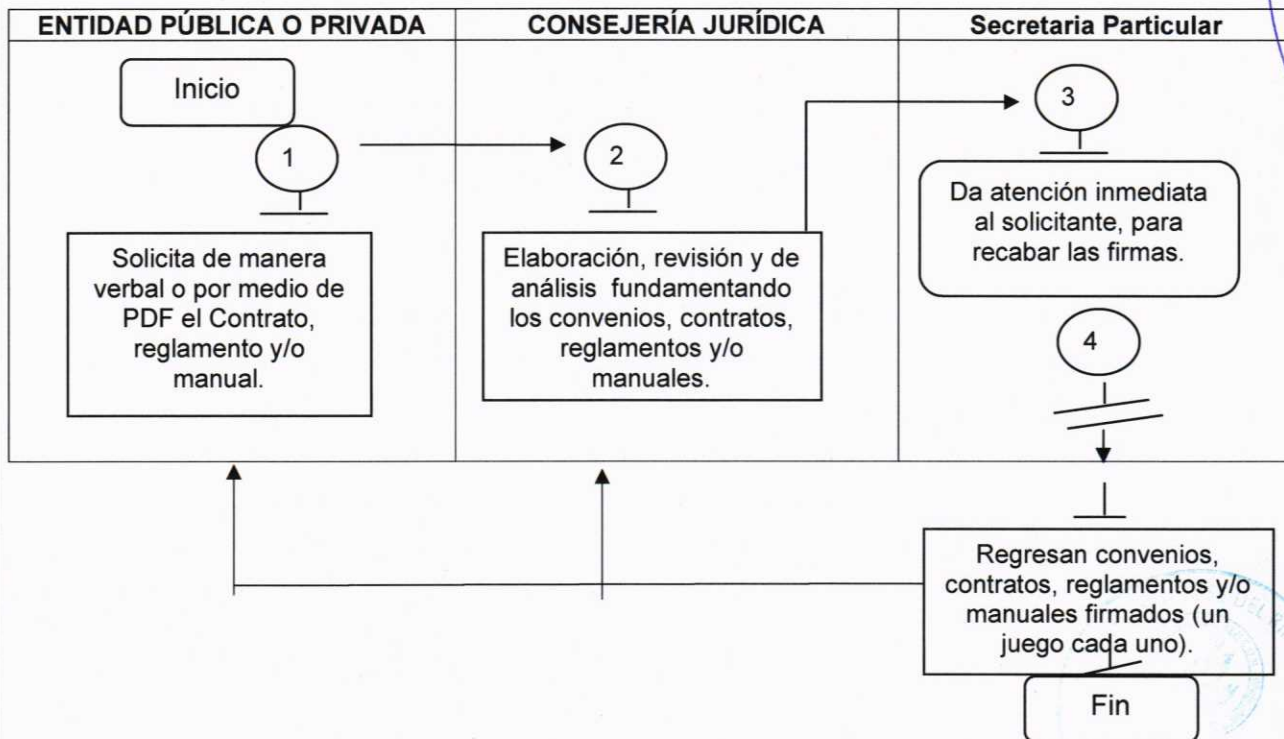 ENTIDAD PÚBLICA O PRIVADA
CONSEJERÍA JURÍDICA
Secretaria Particular
Inicio
1
Solicita de manera
verbal o por medio de
PDF el Contrato,
reglamento y/o
manual.
2
Elaboración, revisión y de
análisis fundamentando
los convenios, contratos,
reglamentos y/o
manuales.
3
Da atención inmediata
al solicitante, para
recabar las firmas.
4
Regresan convenios,
contratos, reglamentos y/o
manuales firmados (un
juego cada uno).
Fin